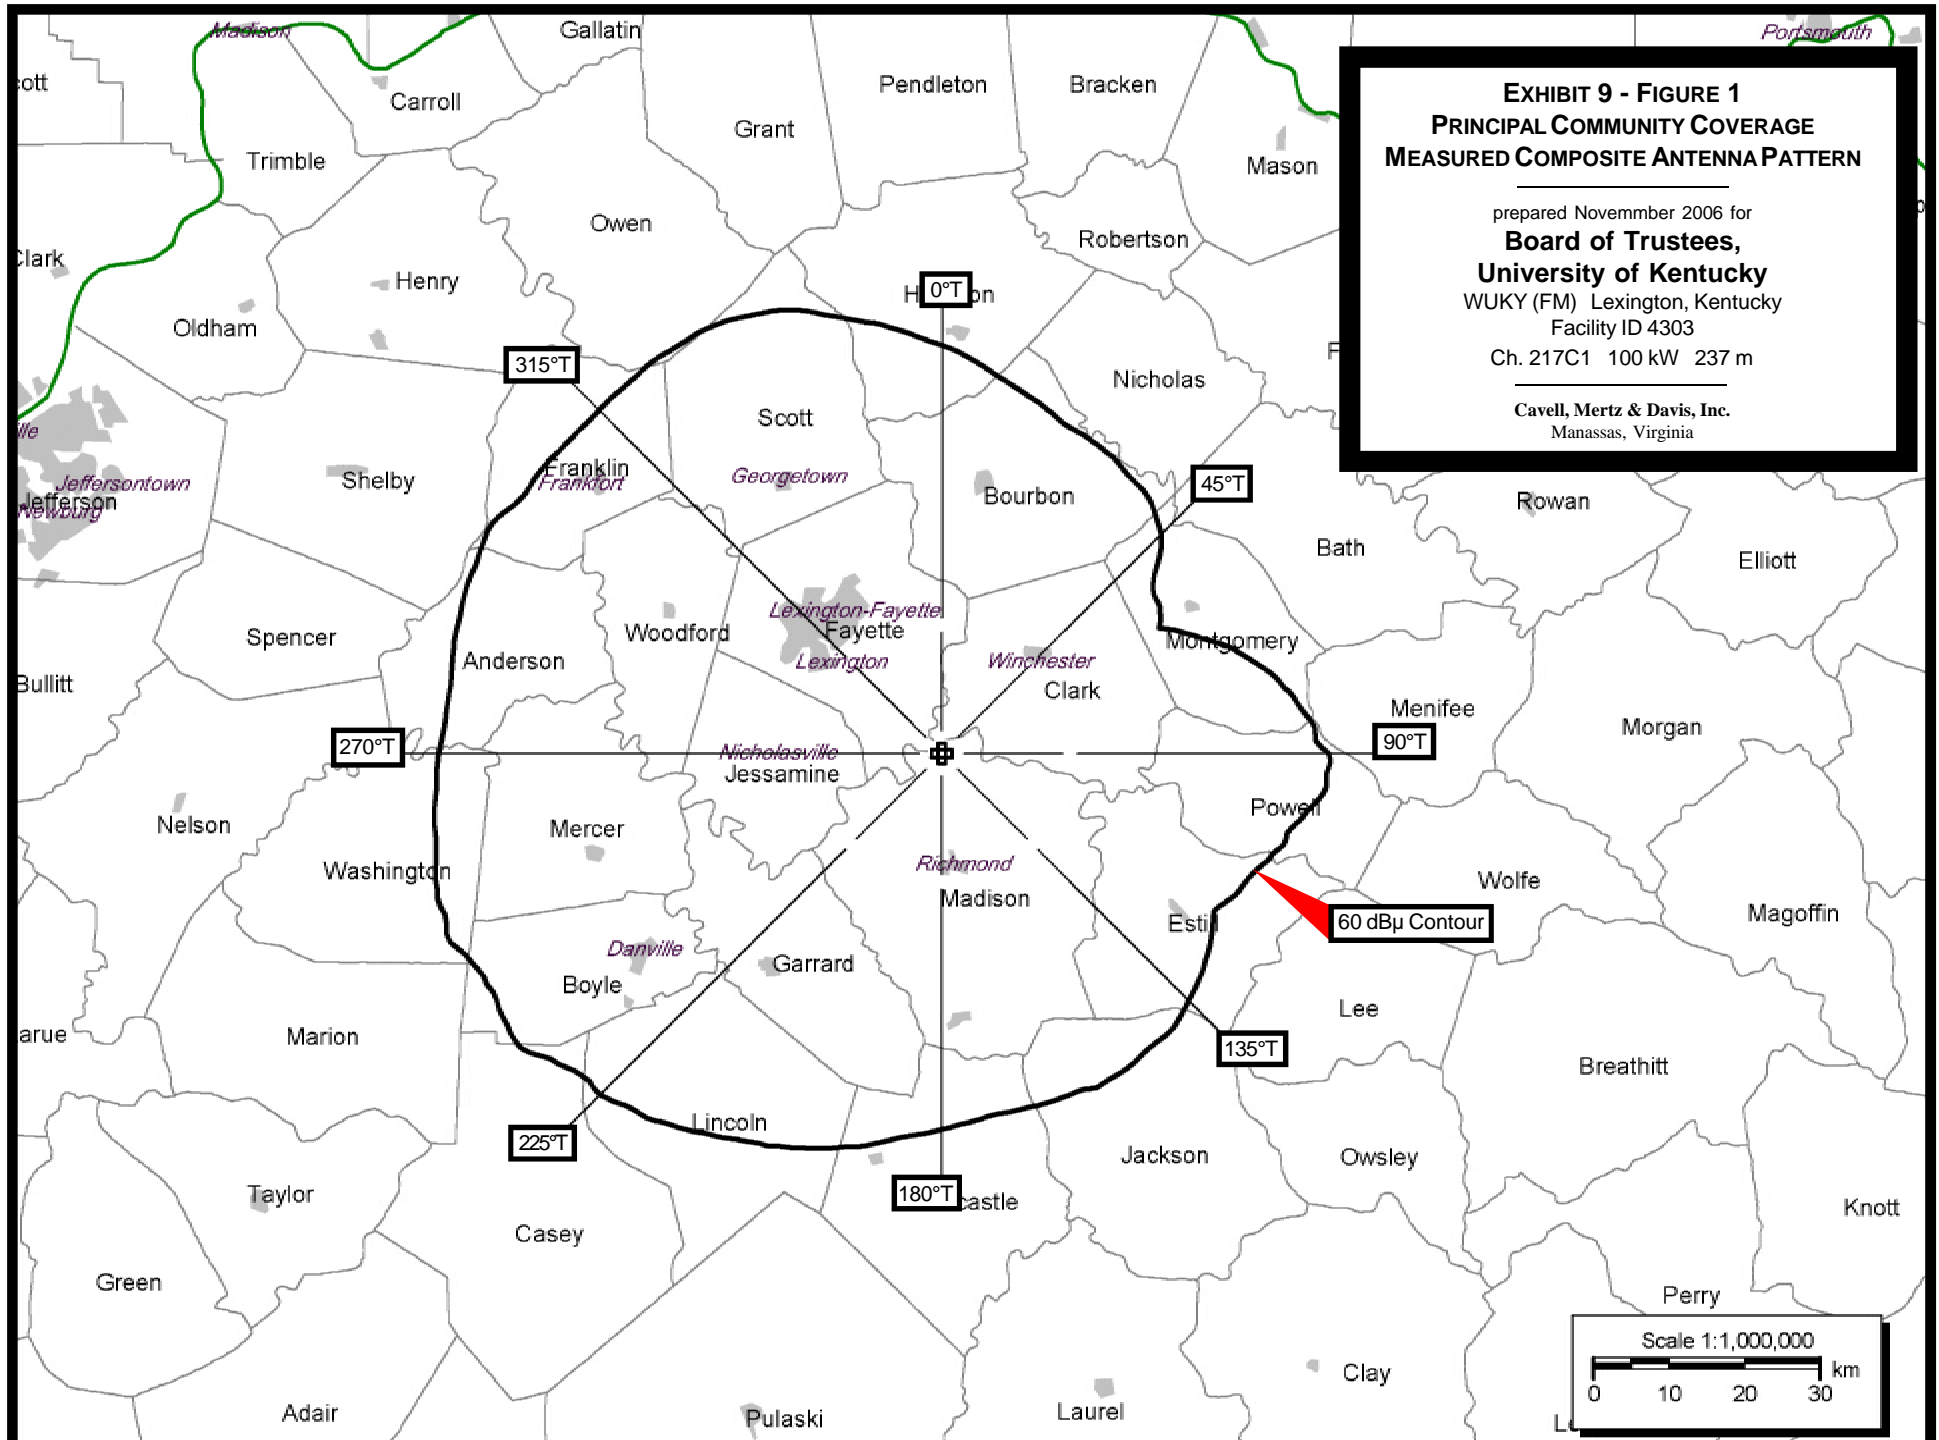 Madison
Gallatin
Portsmouth
Carroll
Pendleton
Bracken
Grant
Trimble
Mason
EXHIBIT 9 - FIGURE 1
PRINCIPAL COMMUNITY COVERAGE
MEASURED COMPOSITE ANTENNA PATTERN
prepared Novemmber 2006 for
Board of Trustees,
University of Kentucky
WUKY (FM) Lexington, Kentucky
Facility ID 4303
Ch. 217C1 100 kW 237 m
Cavell, Mertz & Davis, Inc.
Manassas, Virginia
Owen
Robertson
Henry
Oldham
0°T
315°T
Nicholas
Scott
Franklin
Frankfort
Georgetown
Shelby
Jeffersontown
Jefferson
Newburg
Bourbon
45°T
Rowan
Bath
Elliott
Lexington-Fayette
Fayette
Lexington
Woodford
Spencer
Anderson
Winchester
Clark
Montgomery
Bullitt
Menifee
Morgan
270°T
90°T
Nicholasville
Jessamine
Powell
Nelson
Mercer
Washington
Richmond
Madison
Wolfe
Magoffin
60 dBμ Contour
Danville
Boyle
Garrard
Lee
Marion
135°T
Breathitt
Lincoln
225°T
Jackson
Owsley
Taylor
180°T
Knott
Casey
Green
Perry
Scale 1:1,000,000
km
0 10 20 30
Clay
Adair
Pulaski
Laurel